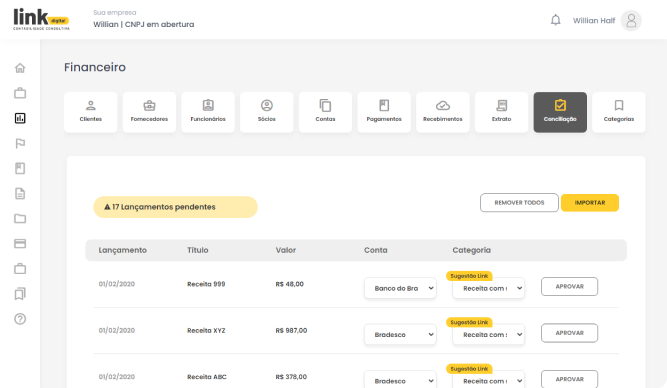 link digital
CONTABILIDADE CONSULTIVA
Sua empresa
Willian | CNPJ em abertura
Willian Half
Financeiro
Clientes
Fornecedores
Funcionários
Sócios
Contas
Pagamentos
Recebimentos
Extrato
Conciliação
Categorias
17 Lançamentos pendentes
REMOVER TODOS
IMPORTAR
Lançamento Título Valor Conta Categoria
Sugestão Link
01/02/2020 Receita 999 R$ 48,00 Banco do Bra Receita com APROVAR
Sugestão Link
01/02/2020 Receita XYZ R$ 987,00 Bradesco Receita com APROVAR
Sugestão Link
01/02/2020 Receita ABC R$ 378,00 Bradesco Receita com APROVAR